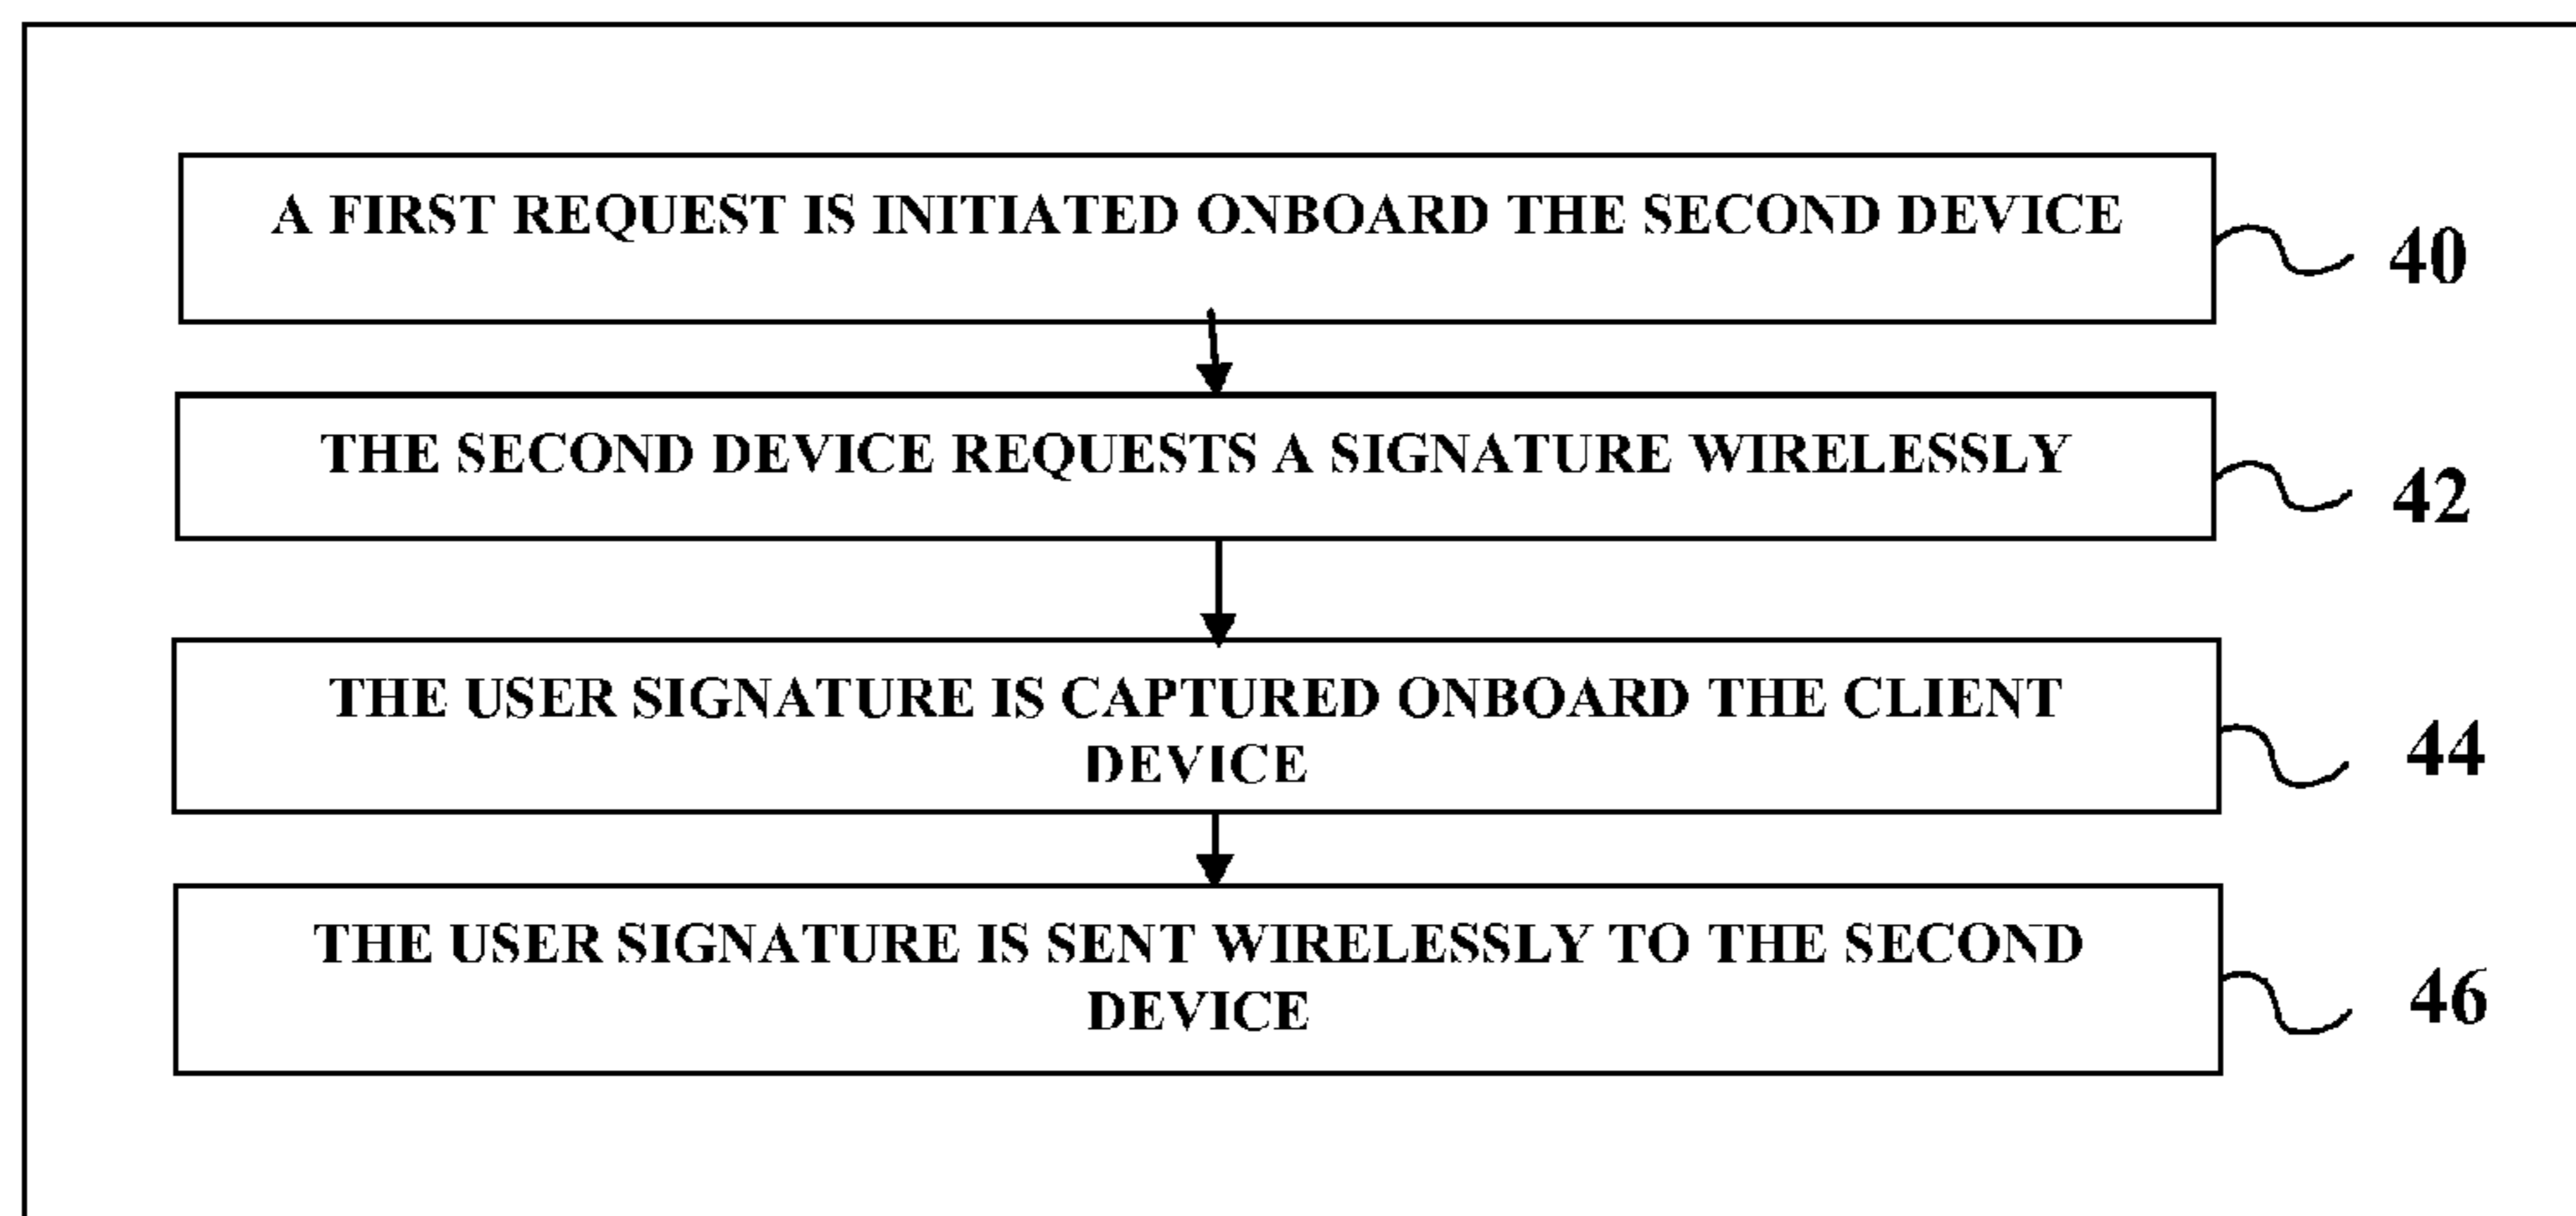 A FIRST REQUEST IS INITIATED ONBOARD THE SECOND DEVICE
40
THE SECOND DEVICE REQUESTS A SIGNATURE WIRELESSLY
42
THE USER SIGNATURE IS CAPTURED ONBOARD THE CLIENT
DEVICE
44
THE USER SIGNATURE IS SENT WIRELESSLY TO THE SECOND
DEVICE
46